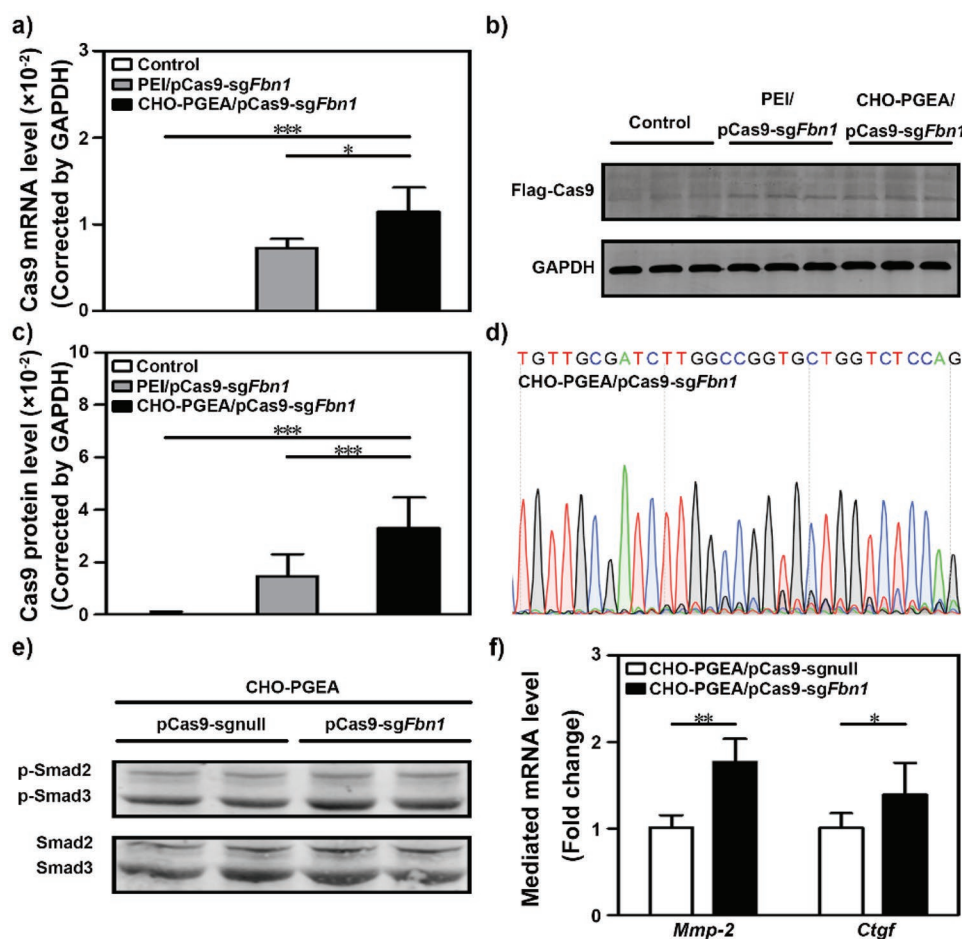 a)
Cas9 mRNA level (×10-2)
(Corrected by GAPDH)
3
2
1
0
Control
PEI/pCas9-sgFbn1
CHO-PGEA/pCas9-sgFbn1
***
*
b)
Control
PEI/
pCas9-sgFbn1
CHO-PGEA/
pCas9-sgFbn1
Flag-Cas9
GAPDH
c)
Cas9 protein level (×10-2)
(Corrected by GAPDH)
10
8
6
4
2
0
Control
PEI/pCas9-sgFbn1
CHO-PGEA/pCas9-sgFbn1
***
***
d)
TGTTGCGATCTTGGCCGGTGCTGGTCTCCAG
CHO-PGEA/pCas9-sgFbn1
e)
CHO-PGEA
pCas9-sgnull pCas9-sgFbn1
p-Smad2
p-Smad3
Smad2
Smad3
f)
Mediated mRNA level
(Fold change)
3
2
1
0
CHO-PGEA/pCas9-sgnull
CHO-PGEA/pCas9-sgFbn1
** *
Mmp-2 Ctgf